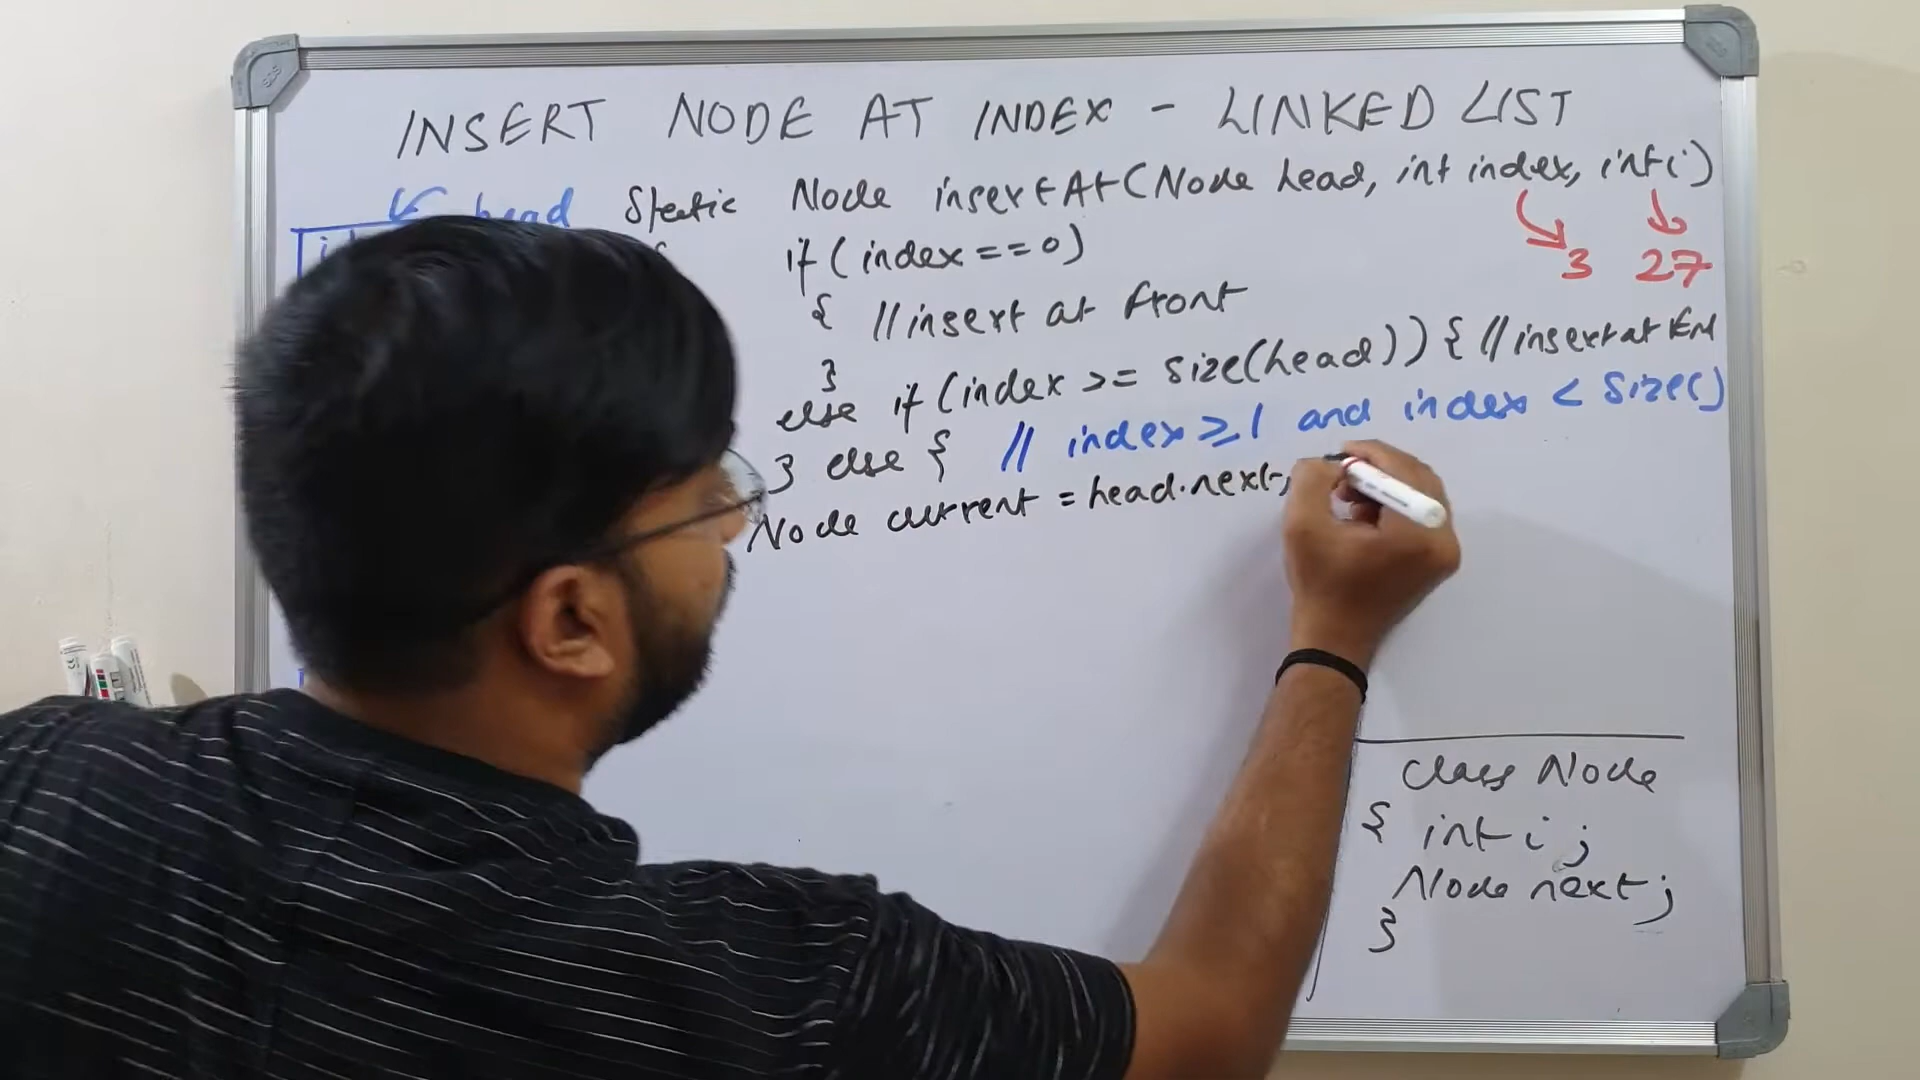 INSERT NODE AT INDEX - LINKED LIST
head
Static Node insertAt(Node head, int index, int i)
3 27
if (index == 0)
{ // insert at front
}
else if (index >= size(head)) { // insert at En
} else { // index ≥ 1 and index < size()
Node current = head.next;
class Node
{ int i ;
Node next ;
}